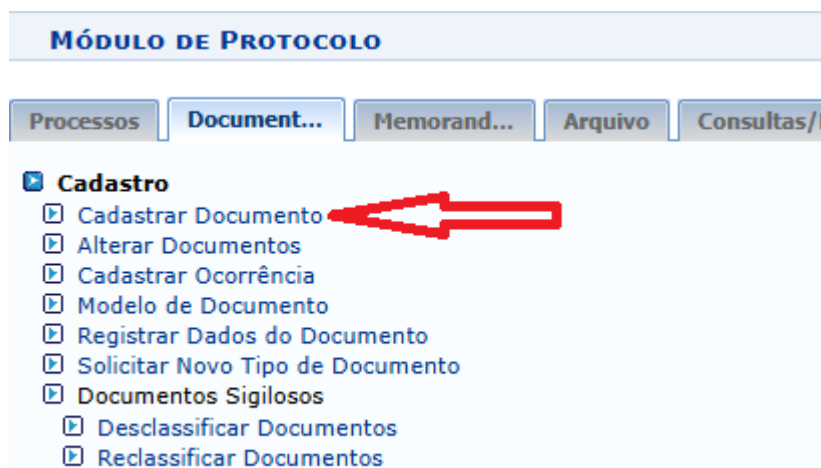 Módulo de Protocolo
Processos Document... Memorand... Arquivo Consultas/
Cadastro
Cadastrar Documento
Alterar Documentos
Cadastrar Ocorrência
Modelo de Documento
Registrar Dados do Documento
Solicitar Novo Tipo de Documento
Documentos Sigilosos
Desclassificar Documentos
Reclassificar Documentos